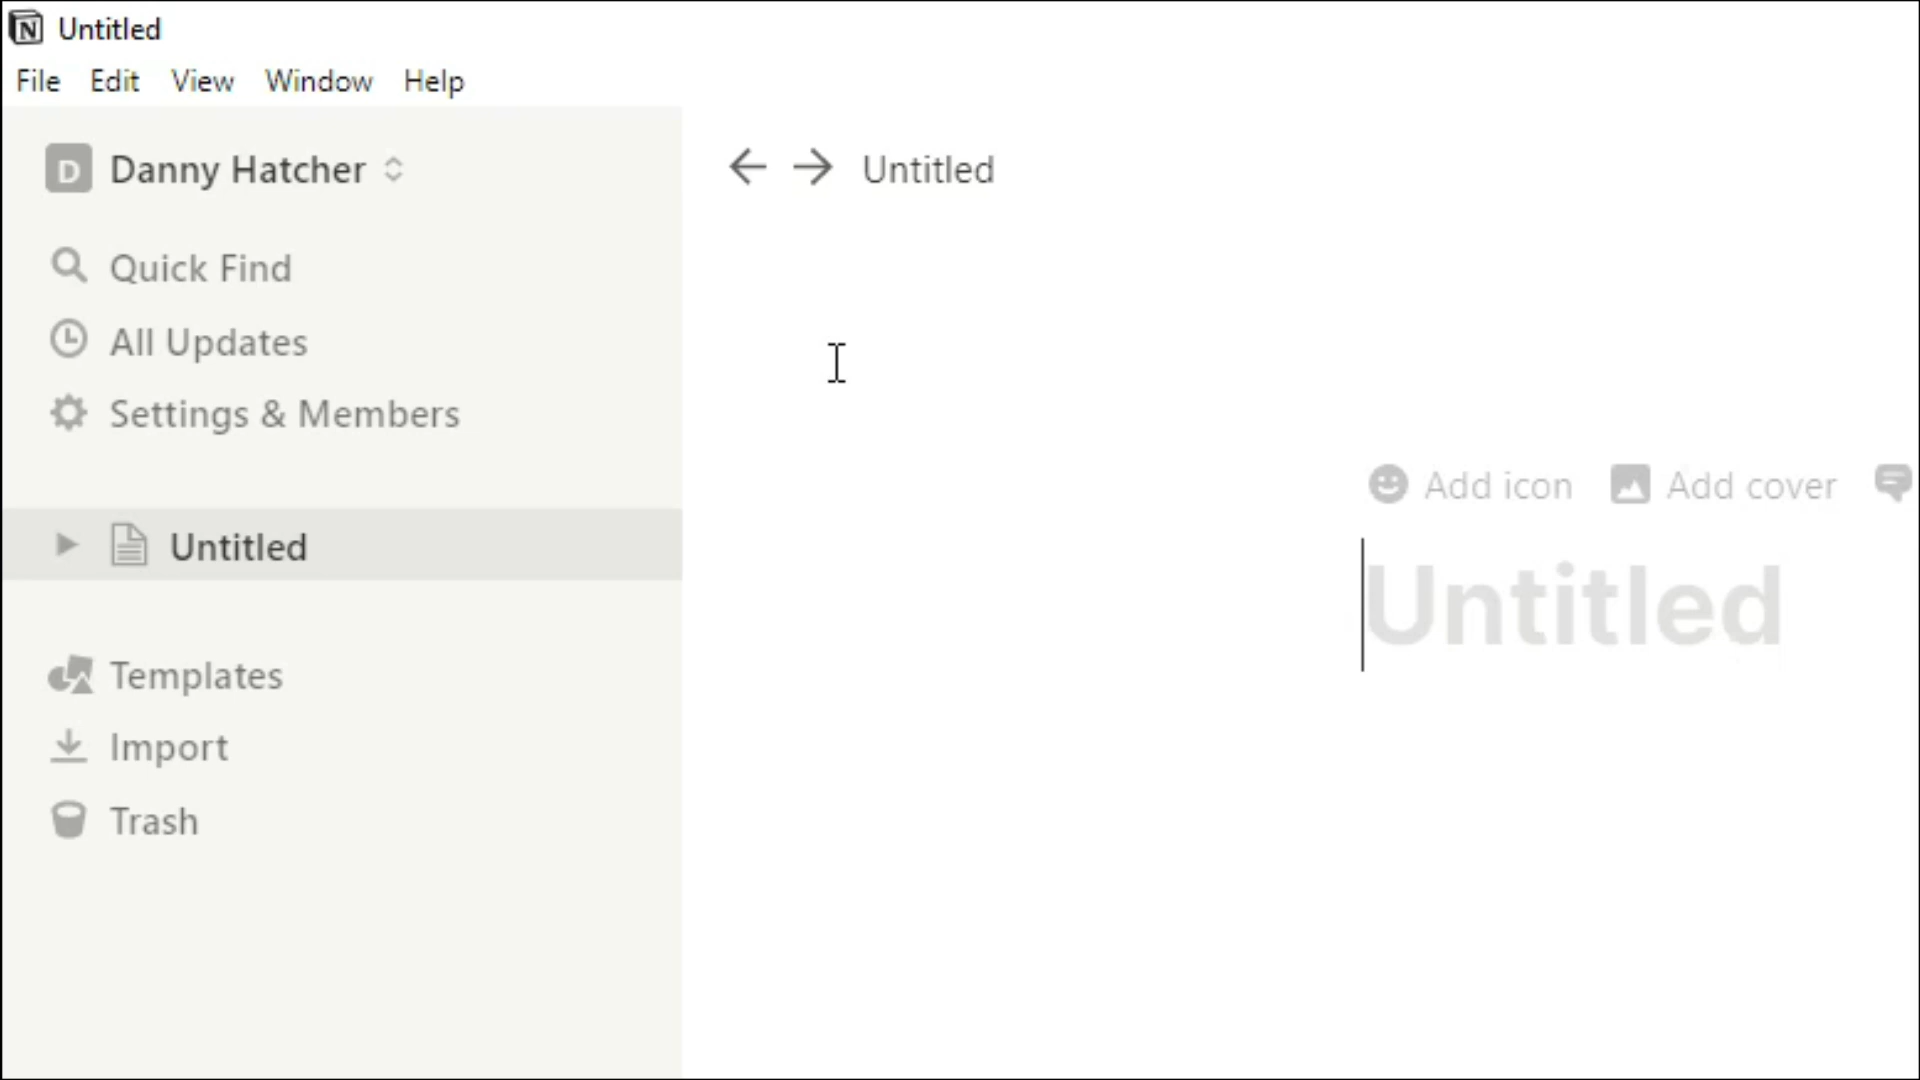 Untitled
File Edit View Window Help
D Danny Hatcher
← → Untitled
Quick Find
All Updates
Settings & Members
Add icon Add cover
Untitled
Untitled
Templates
Import
Trash